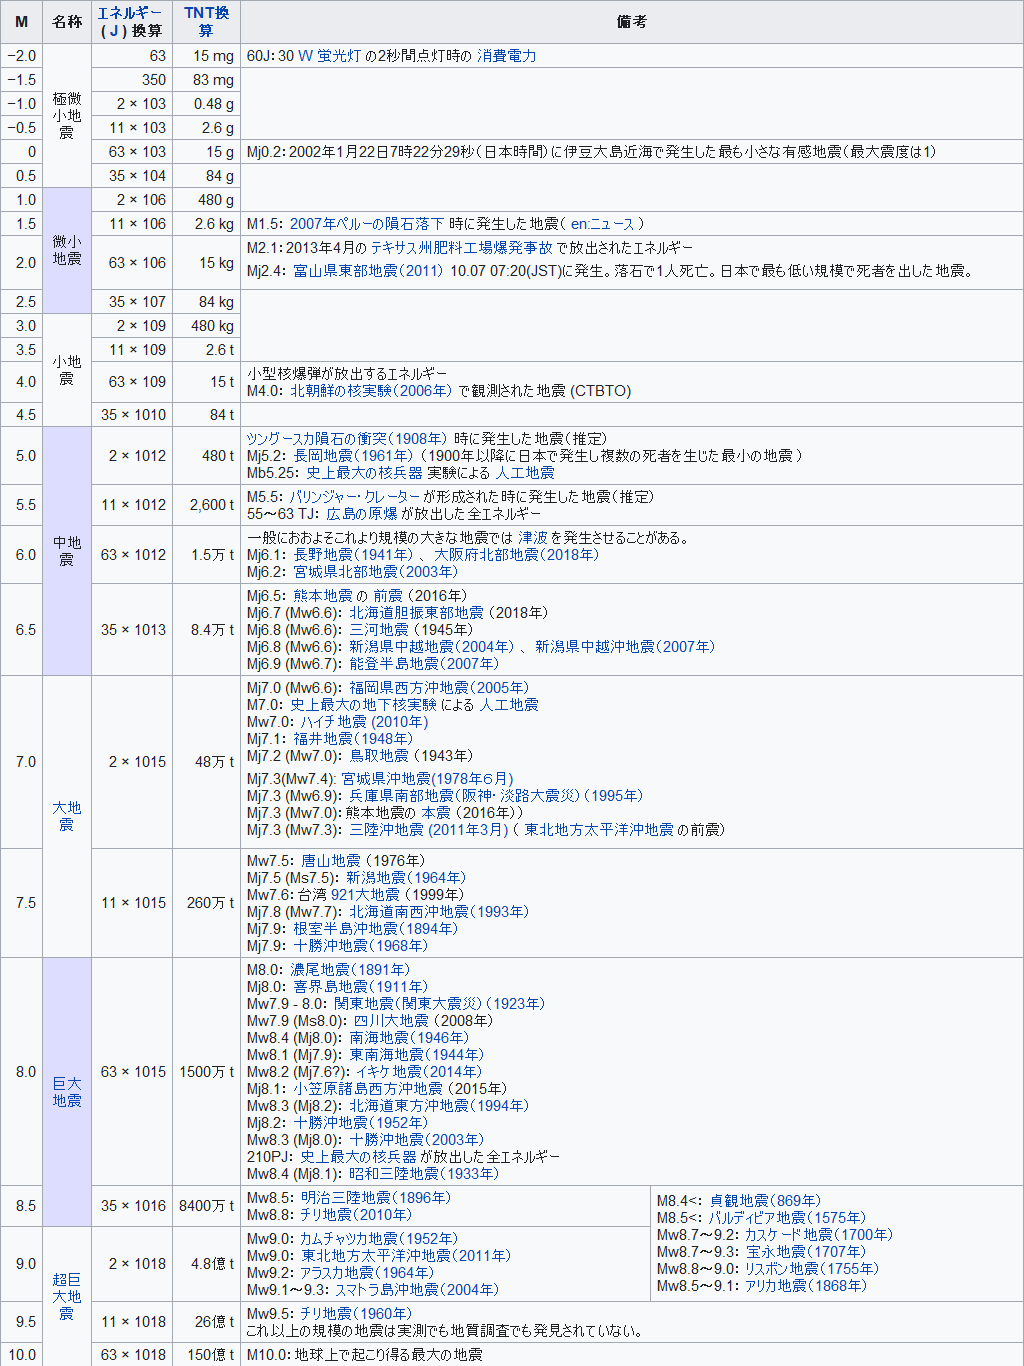 M 名称 エネルギー TNT換 備考
( J ) 換算 算
−2.0 63 15 mg 60J：30 W 蛍光灯 の2秒間点灯時の 消費電力
−1.5 350 83 mg
極微
−1.0 2 × 103 0.48 g
小地
−0.5 11 × 103 2.6 g
震
0 63 × 103 15 g Mj0.2：2002年1月22日7時22分29秒（日本時間）に伊豆大島近海で発生した最も小さな有感地震（最大震度は1）
0.5 35 × 104 84 g
1.0 2 × 106 480 g
1.5 11 × 106 2.6 kg M1.5： 2007年ペルーの隕石落下 時に発生した地震（ en:ニュース ）
微小
地震
2.0 63 × 106 15 kg M2.1：2013年4月の テキサス州肥料工場爆発事故 で放出されたエネルギー
Mj2.4： 富山県東部地震（2011） 10.07 07:20(JST)に発生。落石で1人死亡。日本で最も低い規模で死者を出した地震。
2.5 35 × 107 84 kg
3.0 2 × 109 480 kg
3.5 11 × 109 2.6 t
小地
震
4.0 63 × 109 15 t 小型核爆弾が放出するエネルギー
M4.0： 北朝鮮の核実験（2006年） で観測された地震 (CTBTO)
4.5 35 × 1010 84 t
5.0 2 × 1012 480 t ツングースカ隕石の衝突（1908年） 時に発生した地震（推定）
Mj5.2： 長岡地震（1961年） （1900年以降に日本で発生し複数の死者を生じた最小の地震 ）
Mb5.25： 史上最大の核兵器 実験による 人工地震
5.5 11 × 1012 2,600 t M5.5： バリンジャー・クレーター が形成された時に発生した地震（推定）
55〜63 TJ： 広島の原爆 が放出した全エネルギー
中地
震
6.0 63 × 1012 1.5万 t 一般におおよそこれより規模の大きな地震では 津波 を発生させることがある。
Mj6.1： 長野地震（1941年） 、 大阪府北部地震（2018年）
Mj6.2： 宮城県北部地震（2003年）
6.5 35 × 1013 8.4万 t Mj6.5： 熊本地震 の 前震 （2016年）
Mj6.7 (Mw6.6)： 北海道胆振東部地震 （2018年）
Mj6.8 (Mw6.6)： 三河地震 （1945年）
Mj6.8 (Mw6.6)： 新潟県中越地震（2004年） 、 新潟県中越沖地震（2007年）
Mj6.9 (Mw6.7)： 能登半島地震（2007年）
7.0 2 × 1015 48万 t Mj7.0 (Mw6.6)： 福岡県西方沖地震（2005年）
M7.0： 史上最大の地下核実験 による 人工地震
Mw7.0： ハイチ地震 (2010年)
Mj7.1： 福井地震（1948年）
Mj7.2 (Mw7.0)： 鳥取地震 （1943年）
Mj7.3(Mw7.4): 宮城県沖地震(1978年６月)
Mj7.3 (Mw6.9)： 兵庫県南部地震（阪神・淡路大震災）（1995年）
Mj7.3 (Mw7.0)：熊本地震の 本震 （2016年））
Mj7.3 (Mw7.3)： 三陸沖地震 (2011年3月) （ 東北地方太平洋沖地震 の前震）
大地
震
7.5 11 × 1015 260万 t Mw7.5： 唐山地震 （1976年）
Mj7.5 (Ms7.5)： 新潟地震（1964年）
Mw7.6：台湾 921大地震 （1999年）
Mj7.8 (Mw7.7)： 北海道南西沖地震（1993年）
Mj7.9： 根室半島沖地震（1894年）
Mj7.9： 十勝沖地震（1968年）
8.0 63 × 1015 1500万 t M8.0： 濃尾地震（1891年）
Mj8.0： 喜界島地震（1911年）
Mw7.9 - 8.0： 関東地震（関東大震災）（1923年）
Mw7.9 (Ms8.0)： 四川大地震 （2008年）
Mw8.4 (Mj8.0)： 南海地震（1946年）
Mw8.1 (Mj7.9)： 東南海地震（1944年）
Mw8.2 (Mj7.6?)： イキケ地震（2014年）
Mj8.1： 小笠原諸島西方沖地震 （2015年）
Mw8.3 (Mj8.2)： 北海道東方沖地震（1994年）
Mj8.2： 十勝沖地震（1952年）
Mw8.3 (Mj8.0)： 十勝沖地震（2003年）
210PJ： 史上最大の核兵器 が放出した全エネルギー
Mw8.4 (Mj8.1)： 昭和三陸地震（1933年）
巨大
地震
8.5 35 × 1016 8400万 t Mw8.5： 明治三陸地震（1896年）
Mw8.8： チリ地震（2010年）
9.0 2 × 1018 4.8億 t Mw9.0： カムチャツカ地震（1952年）
Mw9.0： 東北地方太平洋沖地震（2011年）
Mw9.2： アラスカ地震（1964年）
Mw9.1〜9.3： スマトラ島沖地震（2004年）
M8.4<： 貞観地震（869年）
M8.5<： バルディビア地震（1575年）
Mw8.7〜9.2： カスケード地震（1700年）
Mw8.7〜9.3： 宝永地震（1707年）
Mw8.8〜9.0： リスボン地震（1755年）
Mw8.5〜9.1： アリカ地震（1868年）
超巨
大地
震
9.5 11 × 1018 26億 t Mw9.5： チリ地震（1960年）
これ以上の規模の地震は実測でも地質調査でも発見されていない。
10.0 63 × 1018 150億 t M10.0：地球上で起こり得る最大の地震